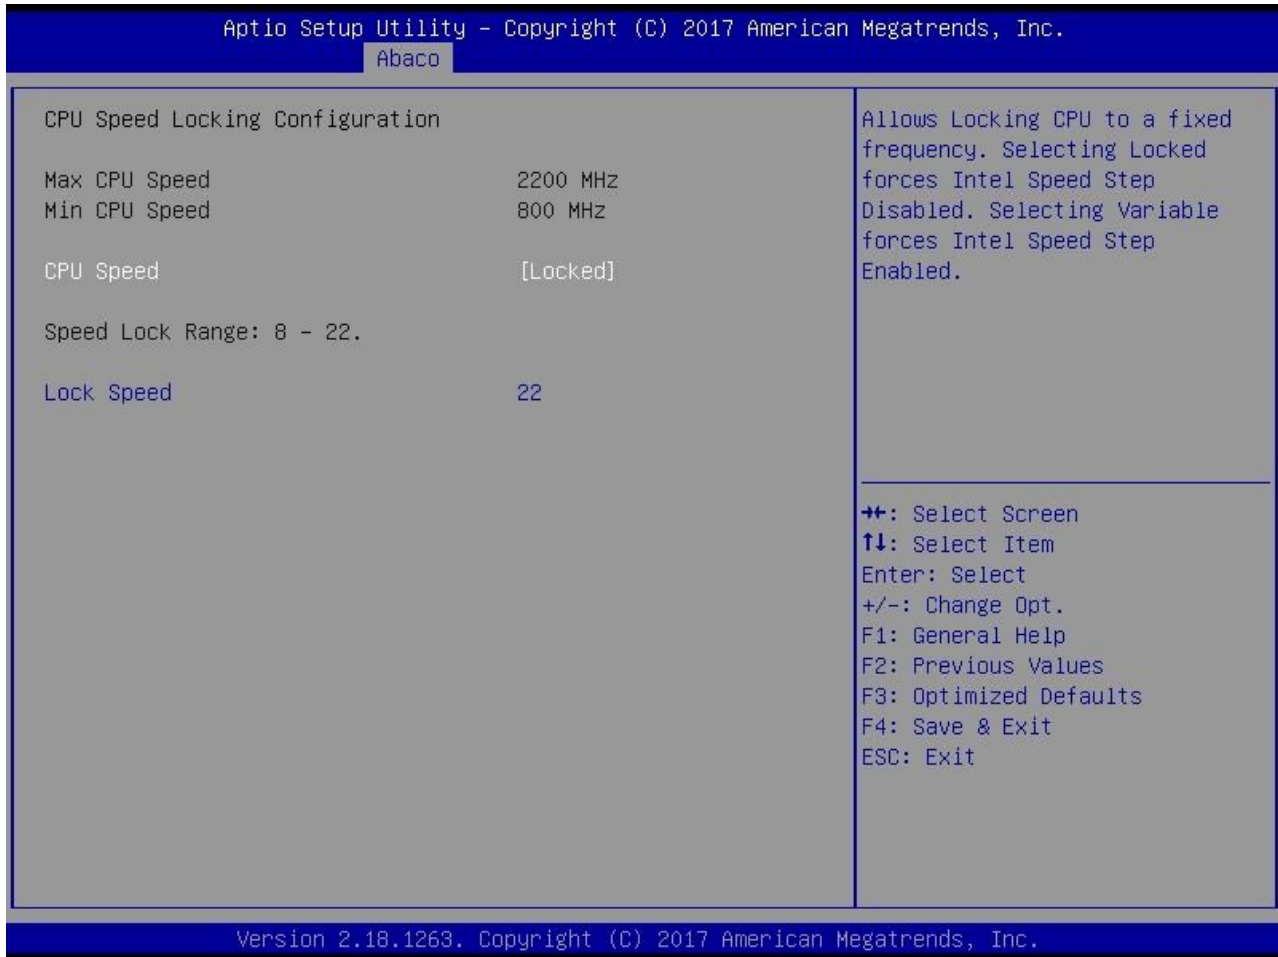 Aptio Setup Utility – Copyright (C) 2017 American Megatrends, Inc.
Abaco
CPU Speed Locking Configuration
Max CPU Speed 2200 MHz
Min CPU Speed 800 MHz
CPU Speed [Locked]
Speed Lock Range: 8 – 22.
Lock Speed 22
Allows Locking CPU to a fixed
frequency. Selecting Locked
forces Intel Speed Step
Disabled. Selecting Variable
forces Intel Speed Step
Enabled.
→←: Select Screen
↑↓: Select Item
Enter: Select
+/-: Change Opt.
F1: General Help
F2: Previous Values
F3: Optimized Defaults
F4: Save & Exit
ESC: Exit
Version 2.18.1263. Copyright (C) 2017 American Megatrends, Inc.